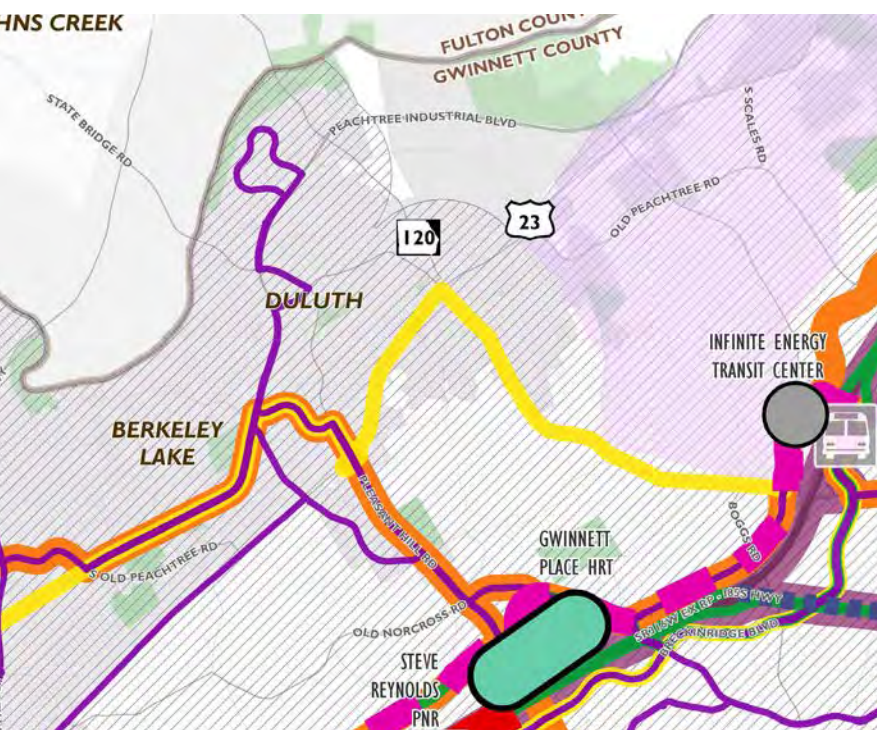 HNS CREEK
FULTON COUN
GWINNETT COUNTY
STATE BRIDGE RD
PEACHTREE INDUSTRIAL BLVD
S SCALES RD
OLD PEACHTREE RD
23
120
DULUTH
INFINITE ENERGY
TRANSIT CENTER
BERKELEY
LAKE
PLEASANT HILL RD
BOGGS RD
GWINNETT
PLACE HRT
S OLD PEACHTREE RD
OLD NORCROSS RD
BRECKINRIDGE BLVD
STEVE
REYNOLDS
PNR